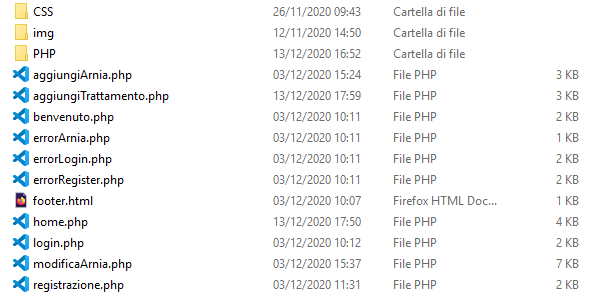 CSS 26/11/2020 09:43 Cartella di file
img 12/11/2020 14:50 Cartella di file
PHP 13/12/2020 16:52 Cartella di file
aggiungiArnia.php 03/12/2020 15:24 File PHP 3 KB
aggiungiTrattamento.php 13/12/2020 17:59 File PHP 3 KB
benvenuto.php 03/12/2020 10:11 File PHP 2 KB
errorArnia.php 03/12/2020 10:11 File PHP 1 KB
errorLogin.php 03/12/2020 10:11 File PHP 2 KB
errorRegister.php 03/12/2020 10:11 File PHP 2 KB
footer.html 03/12/2020 10:07 Firefox HTML Doc... 1 KB
home.php 13/12/2020 17:50 File PHP 4 KB
login.php 03/12/2020 10:12 File PHP 2 KB
modificaArnia.php 03/12/2020 15:37 File PHP 7 KB
registrazione.php 03/12/2020 11:31 File PHP 2 KB